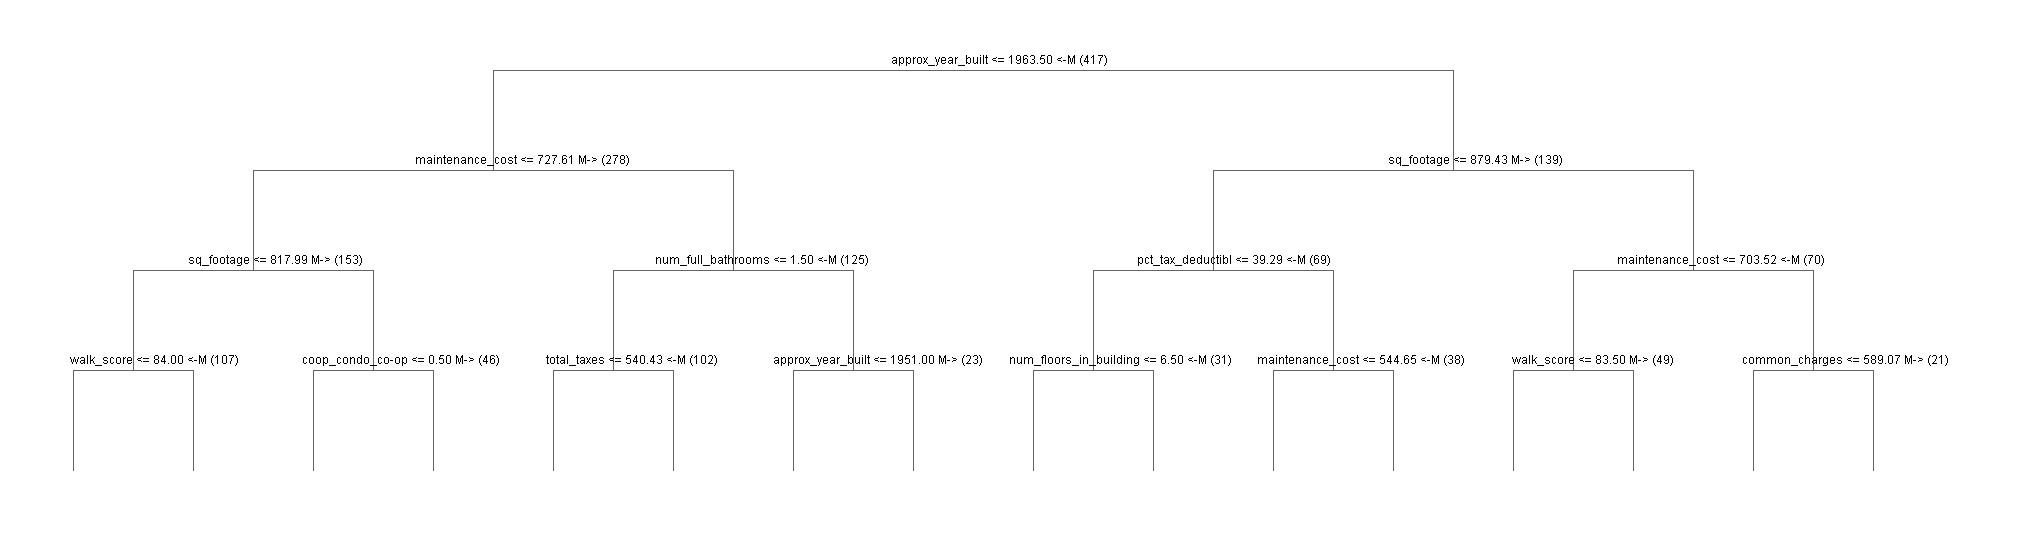 approx_year_built <= 1963.50 <-M (417)
maintenance_cost <= 727.61 M-> (278)
sq_footage <= 879.43 M-> (139)
sq_footage <= 817.99 M-> (153)
num_full_bathrooms <= 1.50 <-M (125)
pct_tax_deductibl <= 39.29 <-M (69)
maintenance_cost <= 703.52 <-M (70)
walk_score <= 84.00 <-M (107)
coop_condo_co-op <= 0.50 M-> (46)
total_taxes <= 540.43 <-M (102)
approx_year_built <= 1951.00 M-> (23)
num_floors_in_building <= 6.50 <-M (31)
maintenance_cost <= 544.65 <-M (38)
walk_score <= 83.50 <-M (49)
common_charges <= 589.07 M-> (21)